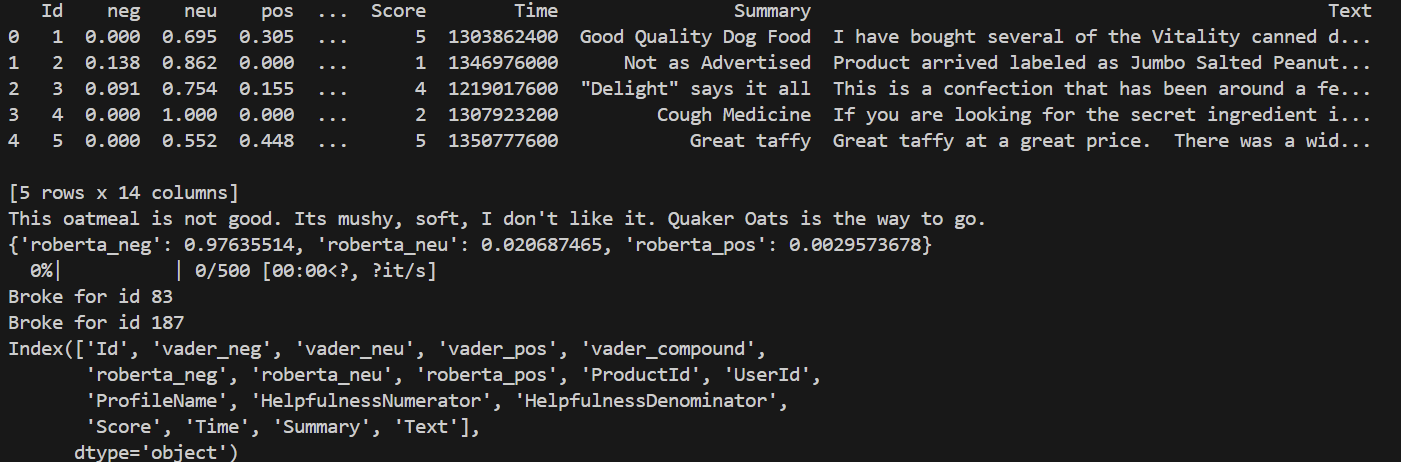 Id neg neu pos ... Score Time Summary Text
0 1 0.000 0.695 0.305 ... 5 1303862400 Good Quality Dog Food I have bought several of the Vitality canned d...
1 2 0.138 0.862 0.000 ... 1 1346976000 Not as Advertised Product arrived labeled as Jumbo Salted Peanut...
2 3 0.091 0.754 0.155 ... 4 1219017600 "Delight" says it all This is a confection that has been around a fe...
3 4 0.000 1.000 0.000 ... 2 1307923200 Cough Medicine If you are looking for the secret ingredient i...
4 5 0.000 0.552 0.448 ... 5 1350777600 Great taffy Great taffy at a great price. There was a wid...
[5 rows x 14 columns]
This oatmeal is not good. Its mushy, soft, I don't like it. Quaker Oats is the way to go.
{'roberta_neg': 0.97635514, 'roberta_neu': 0.020687465, 'roberta_pos': 0.0029573678}
0%| | 0/500 [00:00<?, ?it/s]
Broke for id 83
Broke for id 187
Index(['Id', 'vader_neg', 'vader_neu', 'vader_pos', 'vader_compound',
'roberta_neg', 'roberta_neu', 'roberta_pos', 'ProductId', 'UserId',
'ProfileName', 'HelpfulnessNumerator', 'HelpfulnessDenominator',
'Score', 'Time', 'Summary', 'Text'],
dtype='object')